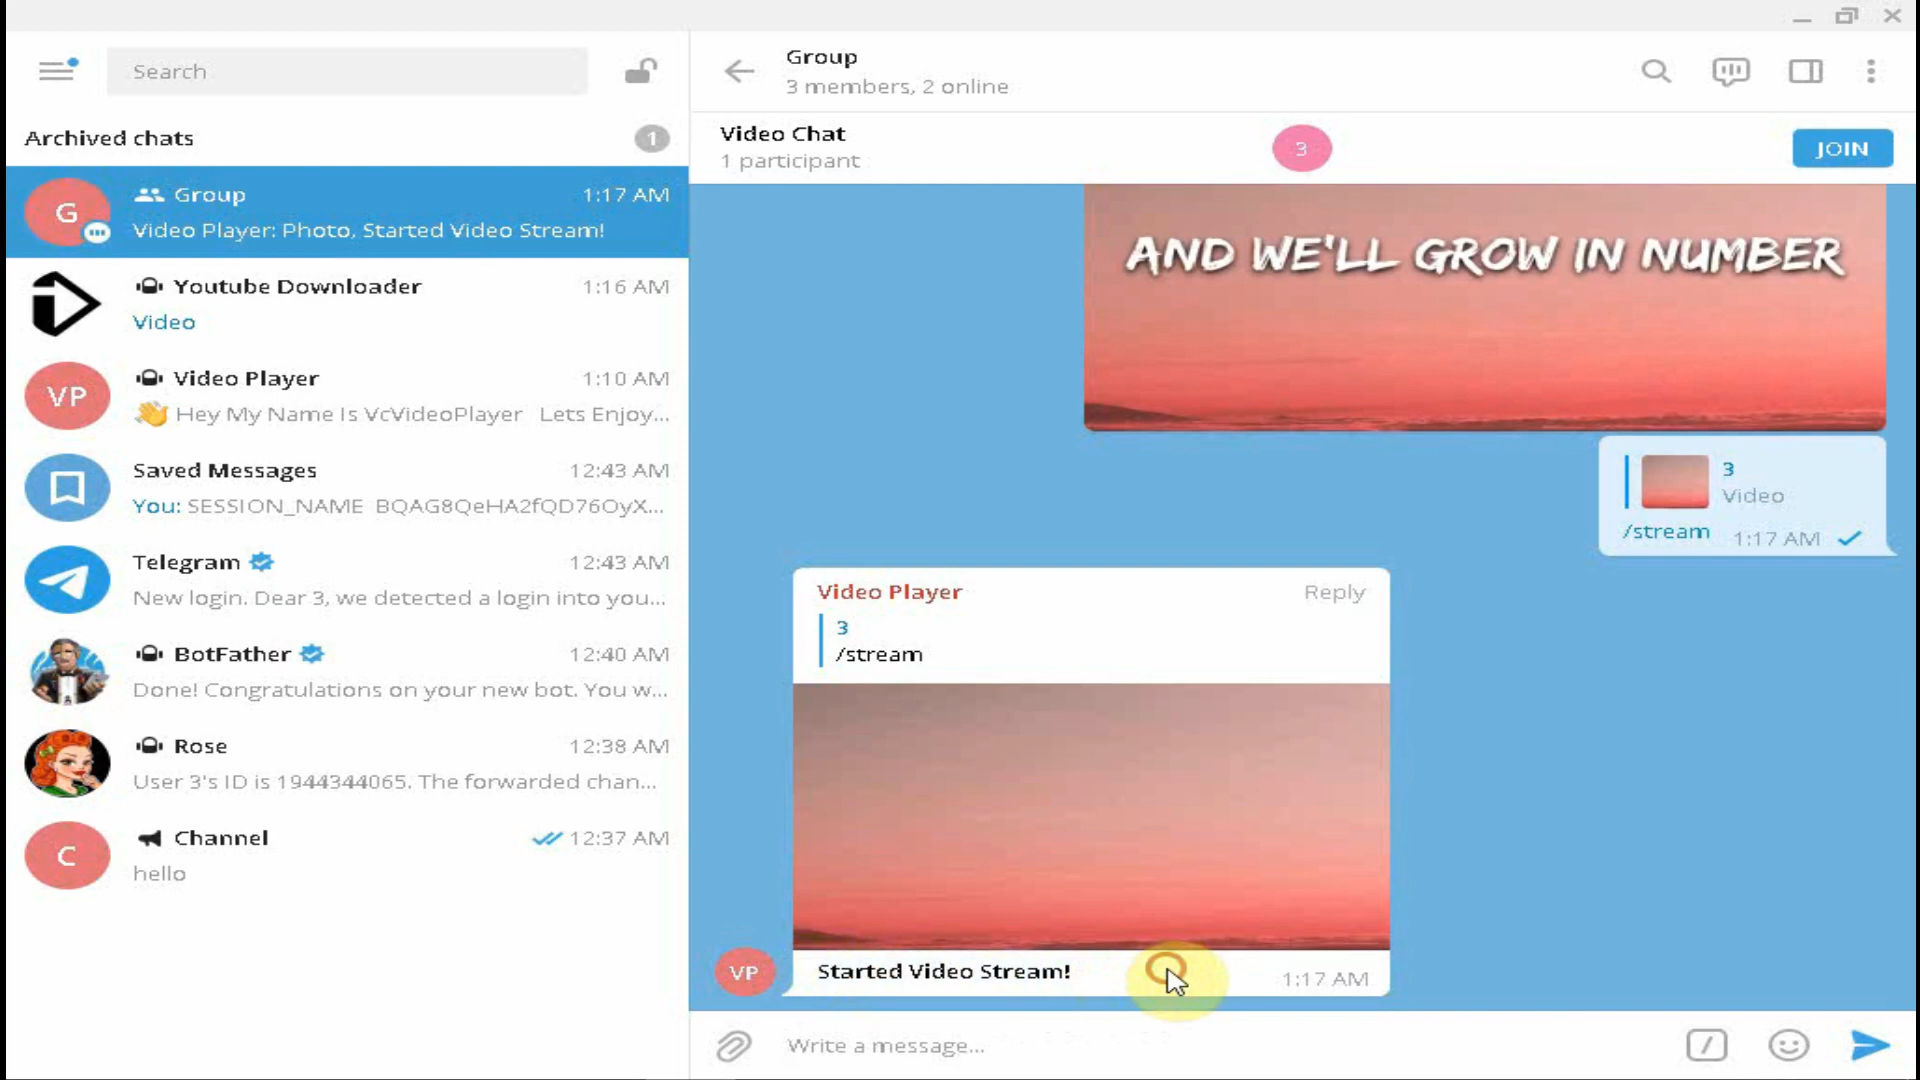 Search
Archived chats
1
G
Group
1:17 AM
Video Player: Photo, Started Video Stream!
Youtube Downloader
1:16 AM
Video
VP
Video Player
1:10 AM
👋 Hey My Name Is VcVideoPlayer Lets Enjoy...
Saved Messages
12:43 AM
You: SESSION_NAME BQAG8QeHA2fQD76OyX...
Telegram
12:43 AM
New login. Dear 3, we detected a login into you...
BotFather
12:40 AM
Done! Congratulations on your new bot. You w...
Rose
12:38 AM
User 3's ID is 1944344065. The forwarded chan...
C
Channel
12:37 AM
hello
Group
3 members, 2 online
Video Chat
1 participant
3
JOIN
AND WE'LL GROW IN NUMBER
3
Video
/stream
1:17 AM
Video Player
Reply
3
/stream
VP
Started Video Stream!
1:17 AM
Write a message...